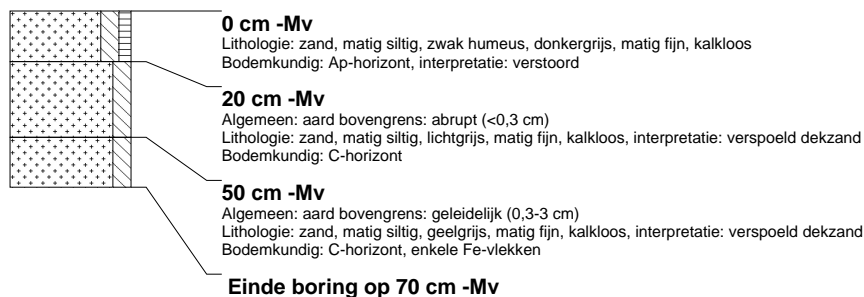 0 cm -Mv
Lithologie: zand, matig siltig, zwak humeus, donkergrijs, matig fijn, kalkloos
Bodemkundig: Ap-horizont, interpretatie: verstoord
20 cm -Mv
Algemeen: aard bovengrens: abrupt (<0,3 cm)
Lithologie: zand, matig siltig, lichtgrijs, matig fijn, kalkloos, interpretatie: verspoeld dekzand
Bodemkundig: C-horizont
50 cm -Mv
Algemeen: aard bovengrens: geleidelijk (0,3-3 cm)
Lithologie: zand, matig siltig, geelgrijs, matig fijn, kalkloos, interpretatie: verspoeld dekzand
Bodemkundig: C-horizont, enkele Fe-vlekken
Einde boring op 70 cm -Mv